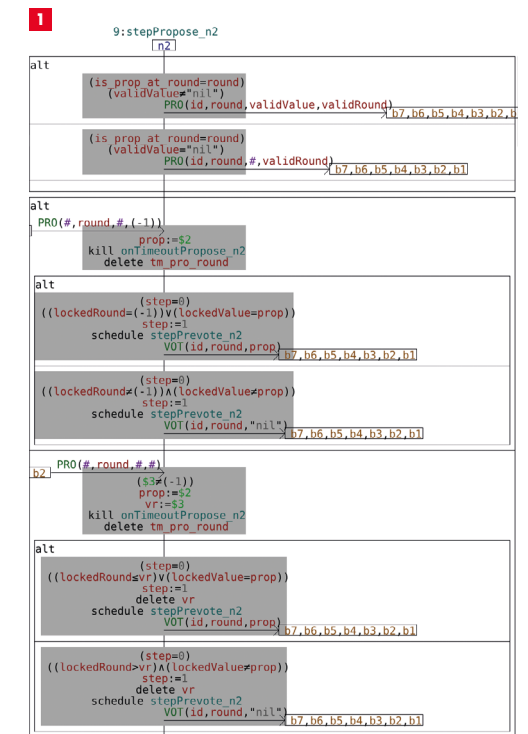 1
9:stepPropose_n2
n2
alt
(is_prop_at_round=round)
(validValue≠"nil")
PRO(id,round,validValue,validRound)
b7,b6,b5,b4,b3,b2,b
(is_prop_at_round=round)
(validValue="nil")
PRO(id,round,#,validRound)
b7,b6,b5,b4,b3,b2,b1
alt
PRO(#,round,#,(-1))
prop:=$2
kill onTimeoutPropose_n2
delete tm_pro_round
alt
(step=0)
((lockedRound=(-1))∨(lockedValue=prop))
step:=1
schedule stepPrevote_n2
VOT(id,round,prop)
b7,b6,b5,b4,b3,b2,b1
(step=0)
((lockedRound≠(-1))∧(lockedValue≠prop))
step:=1
schedule stepPrevote_n2
VOT(id,round,"nil")
b7,b6,b5,b4,b3,b2,b1
PRO(#,round,#,#)
b2
($3≠(-1))
prop:=$2
vr:=$3
kill onTimeoutPropose_n2
delete tm_pro_round
alt
(step=0)
((lockedRound≤vr)∨(lockedValue=prop))
step:=1
delete vr
schedule stepPrevote_n2
VOT(id,round,prop)
b7,b6,b5,b4,b3,b2,b1
(step=0)
((lockedRound>vr)∧(lockedValue≠prop))
step:=1
delete vr
schedule stepPrevote_n2
VOT(id,round,"nil")
b7,b6,b5,b4,b3,b2,b1